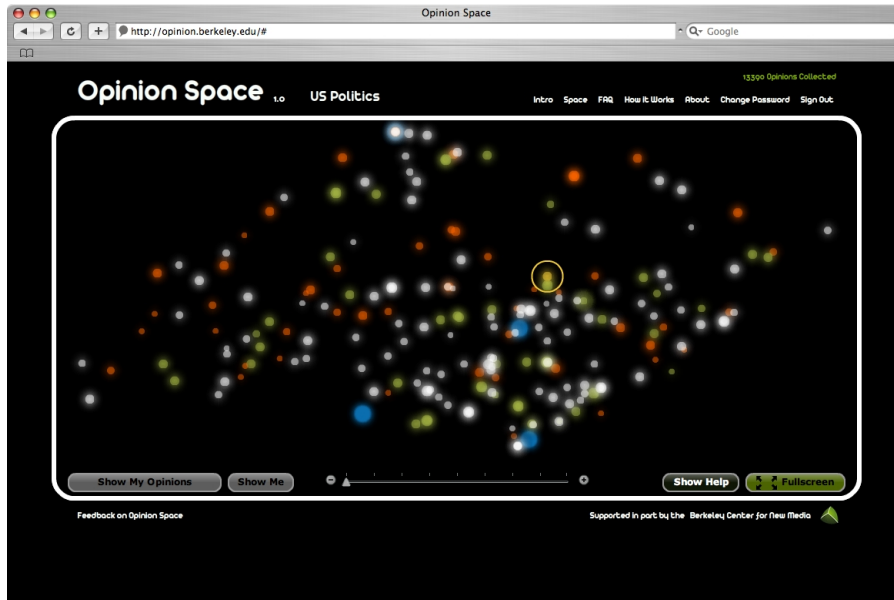 Opinion Space
http://opinion.berkeley.edu/#
Google
13390 Opinions Collected
Opinion Space 1.0 US Politics
Intro Space FAQ How It Works About Change Password Sign Out
Show My Opinions Show Me Show Help Fullscreen
Feedback on Opinion Space Supported in part by the Berkeley Center for New Media